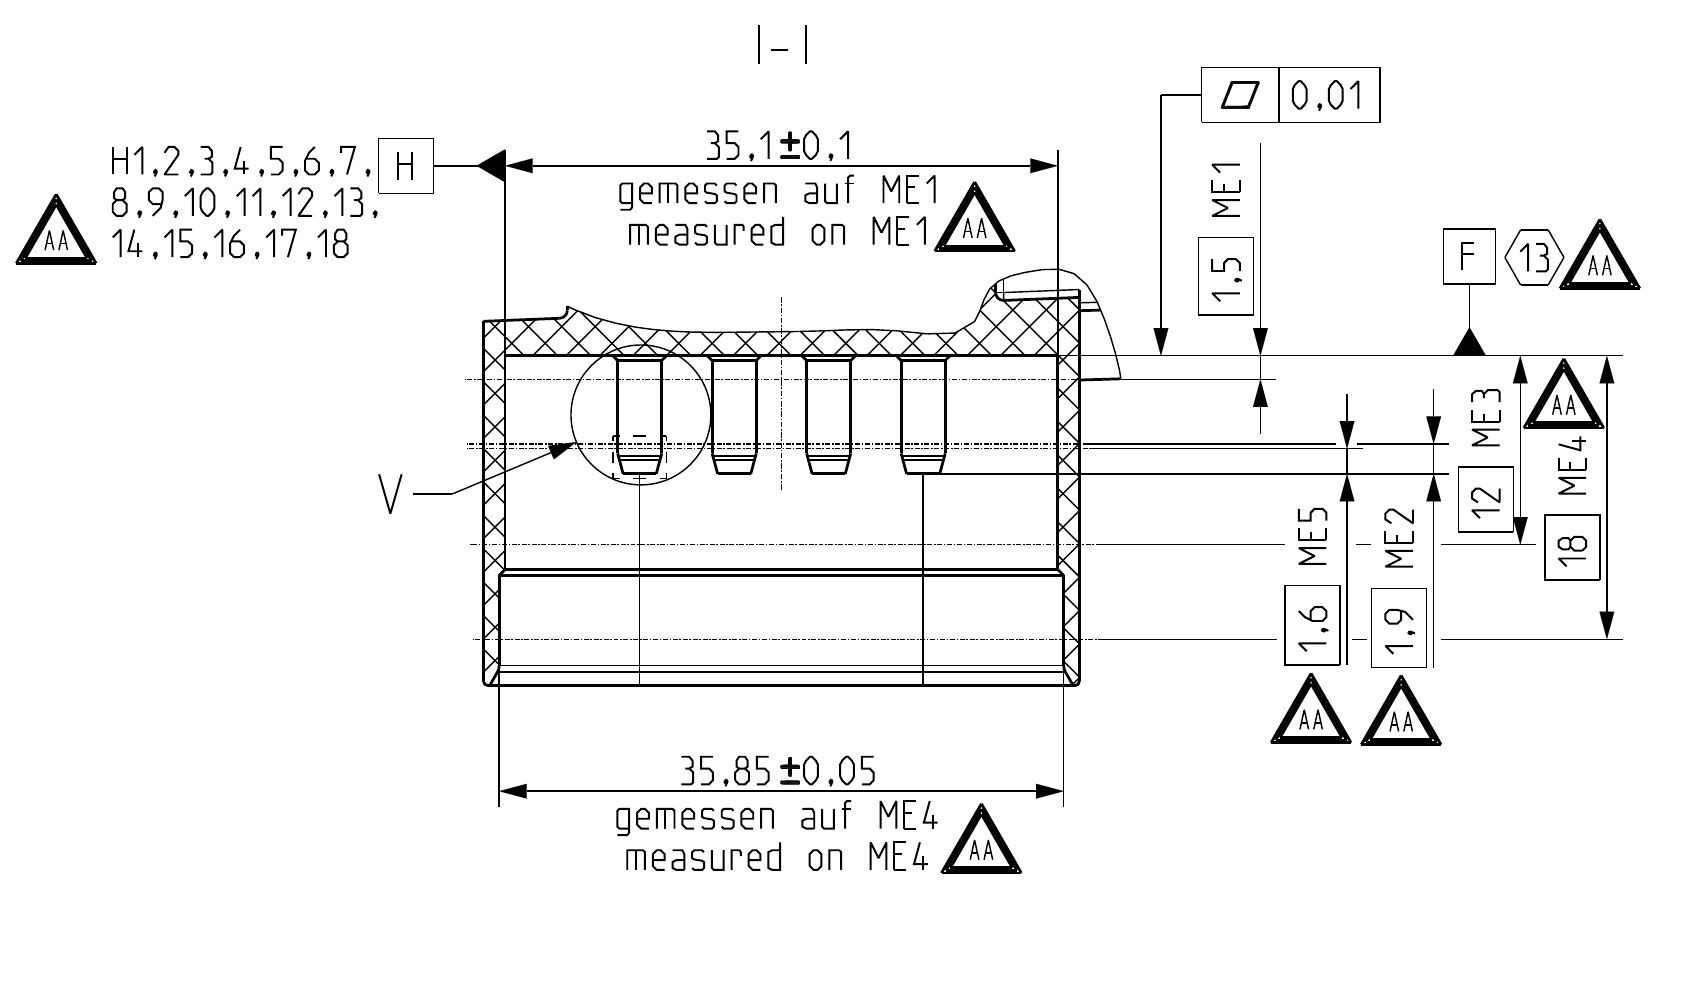 I-I
0,01
35,1±0,1
gemessen auf ME1
measured on ME1
AA
H1,2,3,4,5,6,7,
8,9,10,11,12,13,
14,15,16,17,18
H
AA
1,5 ME1
F
13
AA
12 ME3
AA
18 ME4
V
1,6 ME5
AA
1,9 ME2
AA
35,85±0,05
gemessen auf ME4
measured on ME4
AA